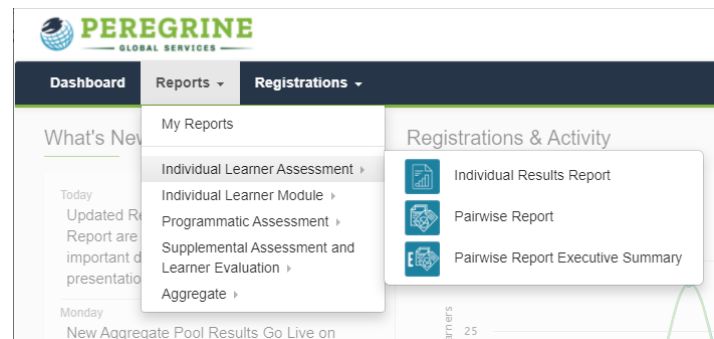 PEREGRINE
GLOBAL SERVICES
Dashboard Reports Registrations
My Reports
Individual Learner Assessment
Individual Learner Module
Programmatic Assessment
Supplemental Assessment and
Learner Evaluation
Aggregate
Individual Results Report
Pairwise Report
E
Pairwise Report Executive Summary
What's New
Today
Updated Re
Report are
important d
presentatio
Monday
New Aggregate Pool Results Go Live on
Registrations & Activity
25